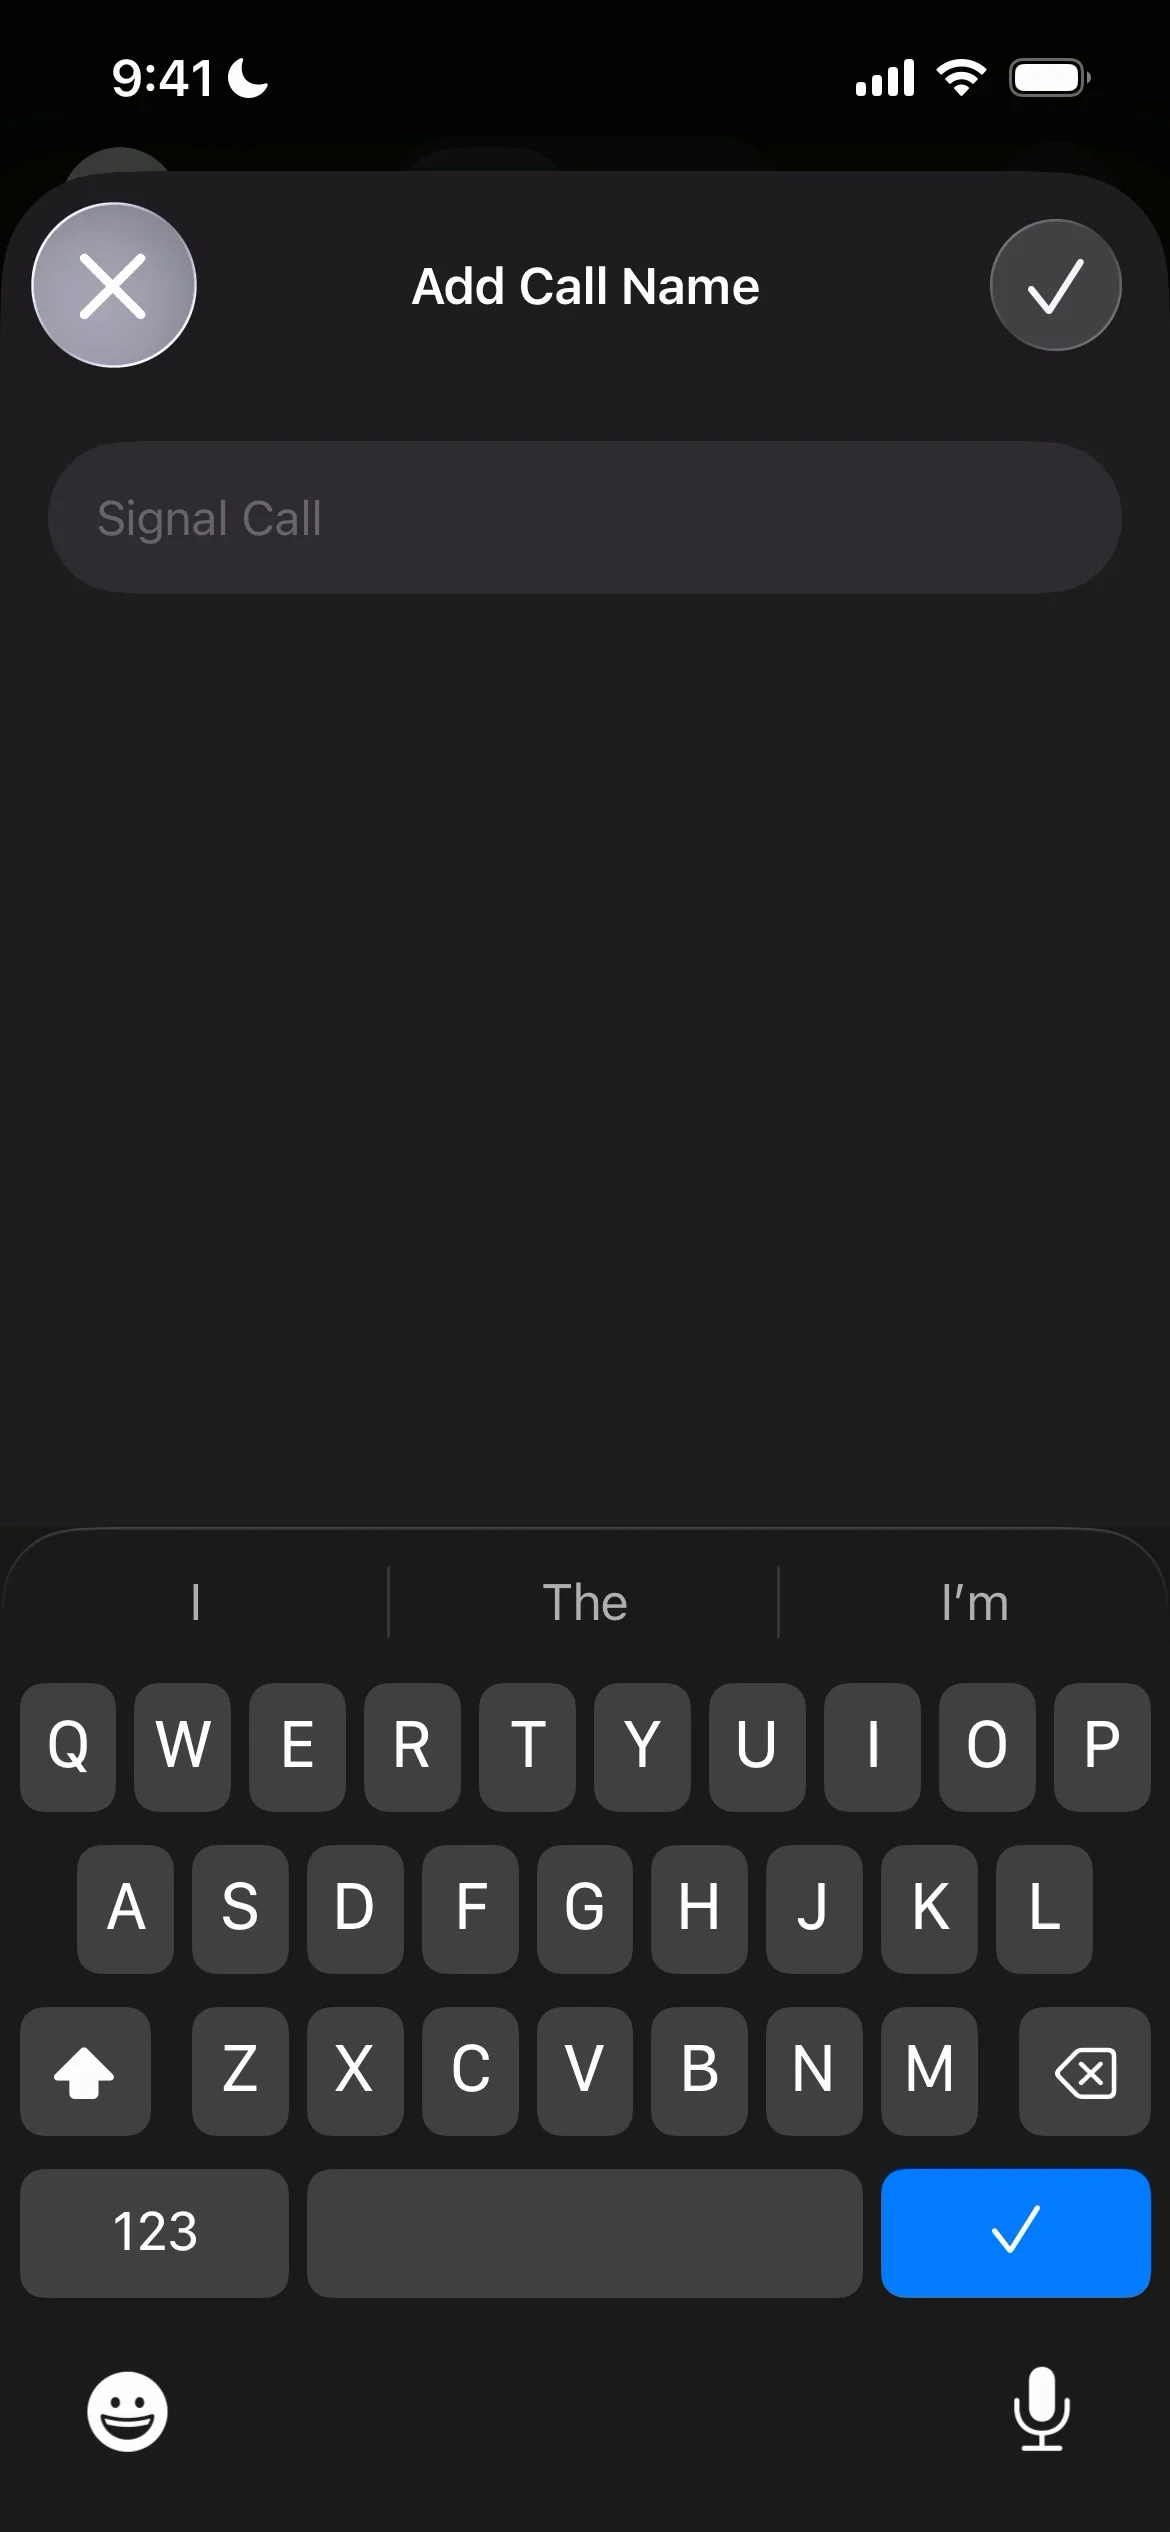 9:41
Add Call Name
Signal Call
I The I’m
Q W E R T Y U I O P
A S D F G H J K L
Z X C V B N M
123